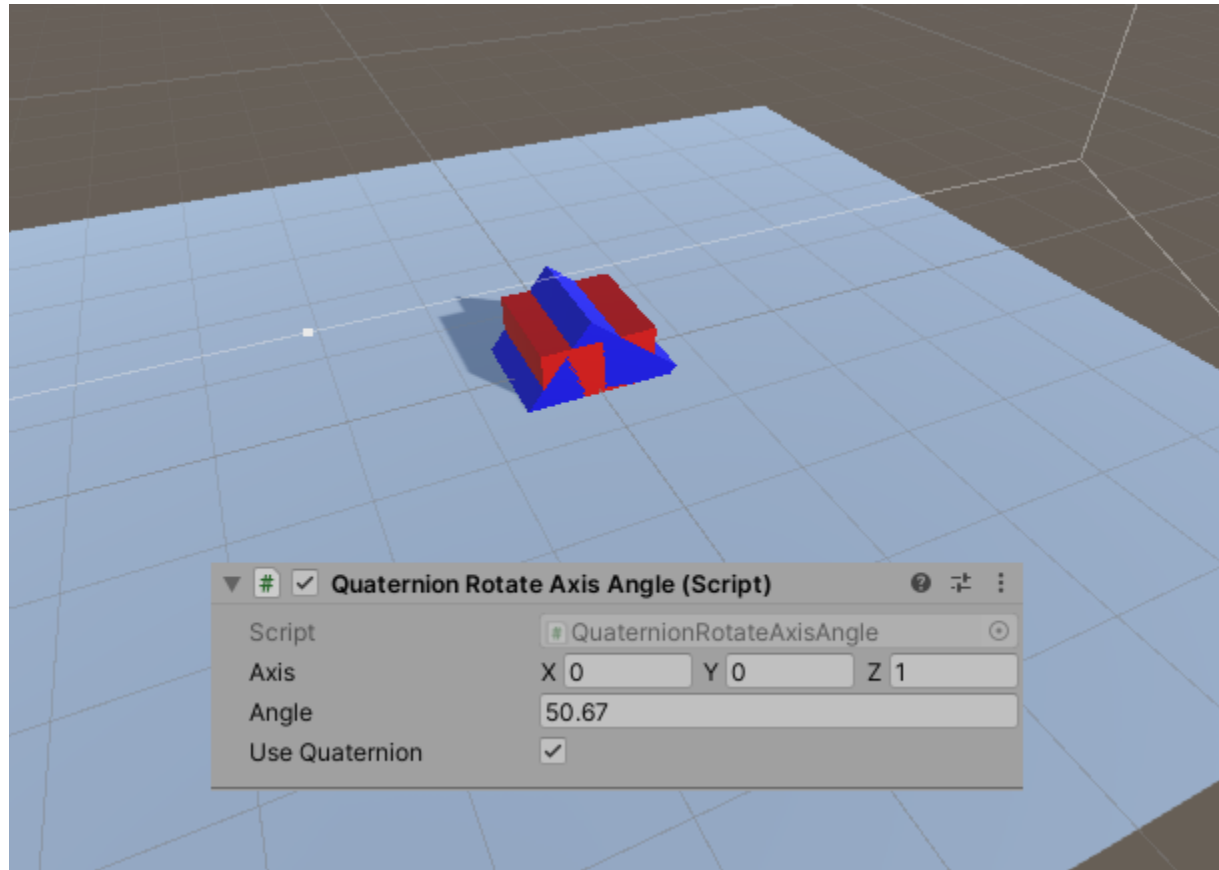 # Quaternion Rotate Axis Angle (Script)
Script # QuaternionRotateAxisAngle
Axis X 0 Y 0 Z 1
Angle 50.67
Use Quaternion